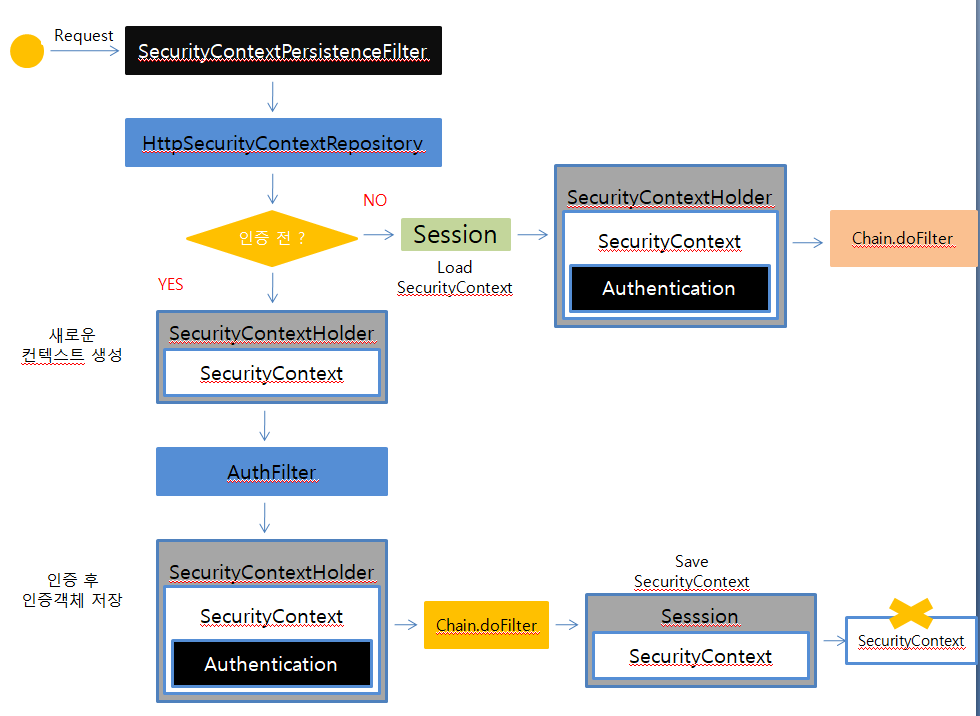 Request
SecurityContextPersistenceFilter
HttpSecurityContextRepository
인증 전 ?
NO
Session
Load
SecurityContext
SecurityContextHolder
SecurityContext
Authentication
Chain.doFilter
YES
새로운
컨텍스트 생성
SecurityContextHolder
SecurityContext
AuthFilter
인증 후
인증객체 저장
SecurityContextHolder
SecurityContext
Authentication
Chain.doFilter
Save
SecurityContext
Sesssion
SecurityContext
SecurityContext